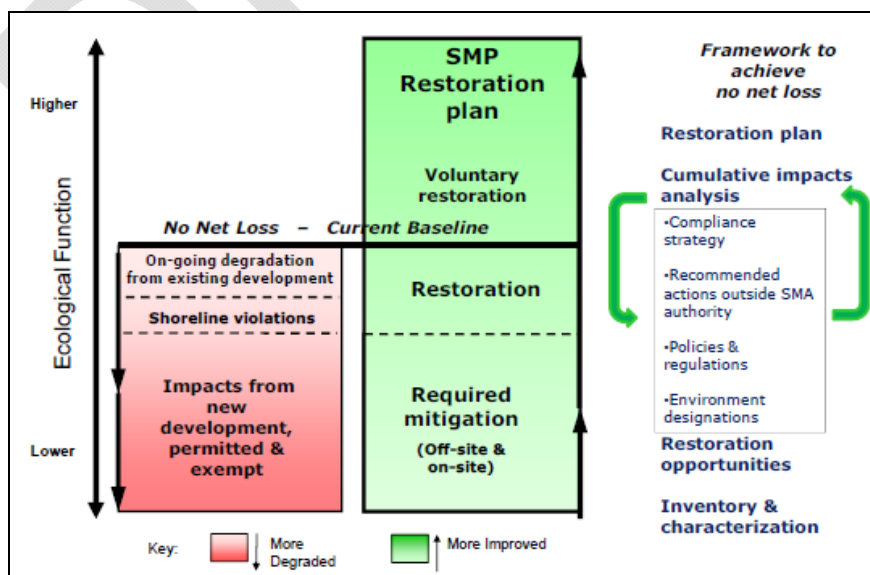 Higher
Ecological Function
Lower
SMP
Restoration
plan
Voluntary
restoration
No Net Loss – Current Baseline
On-going degradation
from existing development
Shoreline violations
Impacts from
new
development,
permitted &
exempt
Restoration
Required
mitigation
(Off-site &
on-site)
Key:
More
Degraded
More Improved
Framework to
achieve
no net loss
Restoration plan
Cumulative impacts
analysis
•Compliance
strategy
•Recommended
actions outside SMA
authority
•Policies &
regulations
•Environment
designations
Restoration
opportunities
Inventory &
characterization